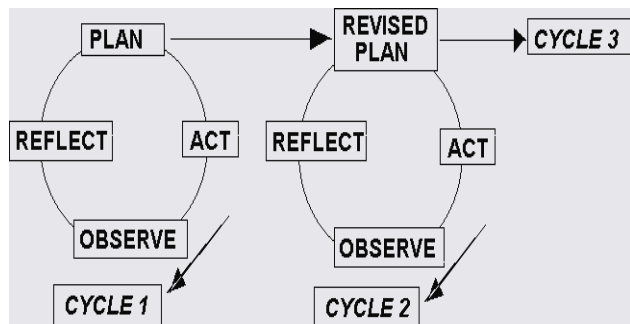 PLAN
REVISED
PLAN
CYCLE 3
REFLECT
ACT
REFLECT
ACT
OBSERVE
OBSERVE
CYCLE 1
CYCLE 2